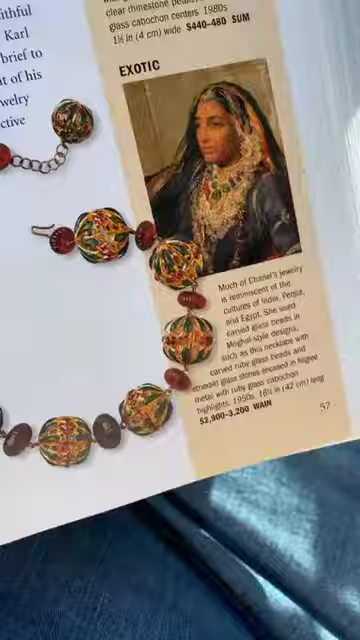 ithful
Karl
brief to
t of his
welry
ctive
clear rhinestone petals,
glass cabochon centers 1980s
1½ in (4 cm) wide $440-480 SUM
EXOTIC
Much of Chanel's jewelry
is reminiscent of the
cultures of India, Persia,
and Egypt. She used
carved glass beads in
Moghul-style designs,
such as this necklace with
carved ruby glass beads and
emerald glass stones encased in filigree
metal with ruby glass cabochon
highlights. 1950s. 16½ in (42 cm) long
$2,900-3,200 WAIN
57